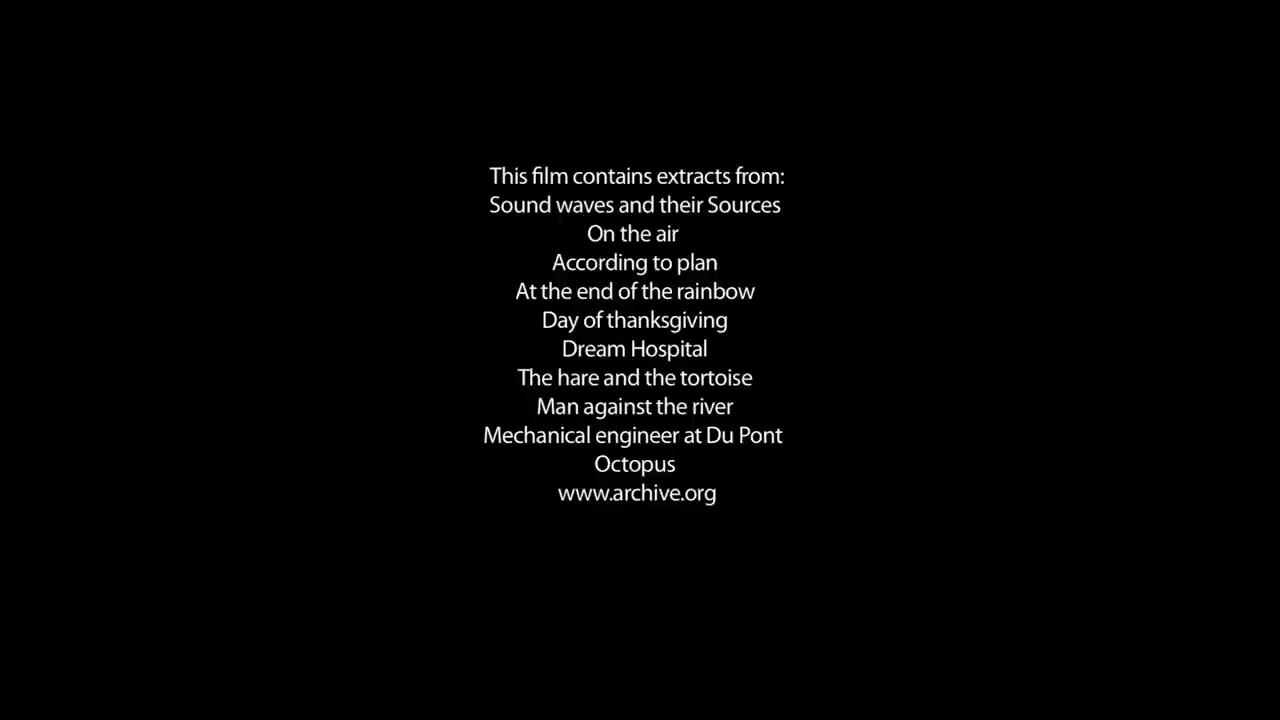 This film contains extracts from:
Sound waves and their Sources
On the air
According to plan
At the end of the rainbow
Day of thanksgiving
Dream Hospital
The hare and the tortoise
Man against the river
Mechanical engineer at Du Pont
Octopus
www.archive.org